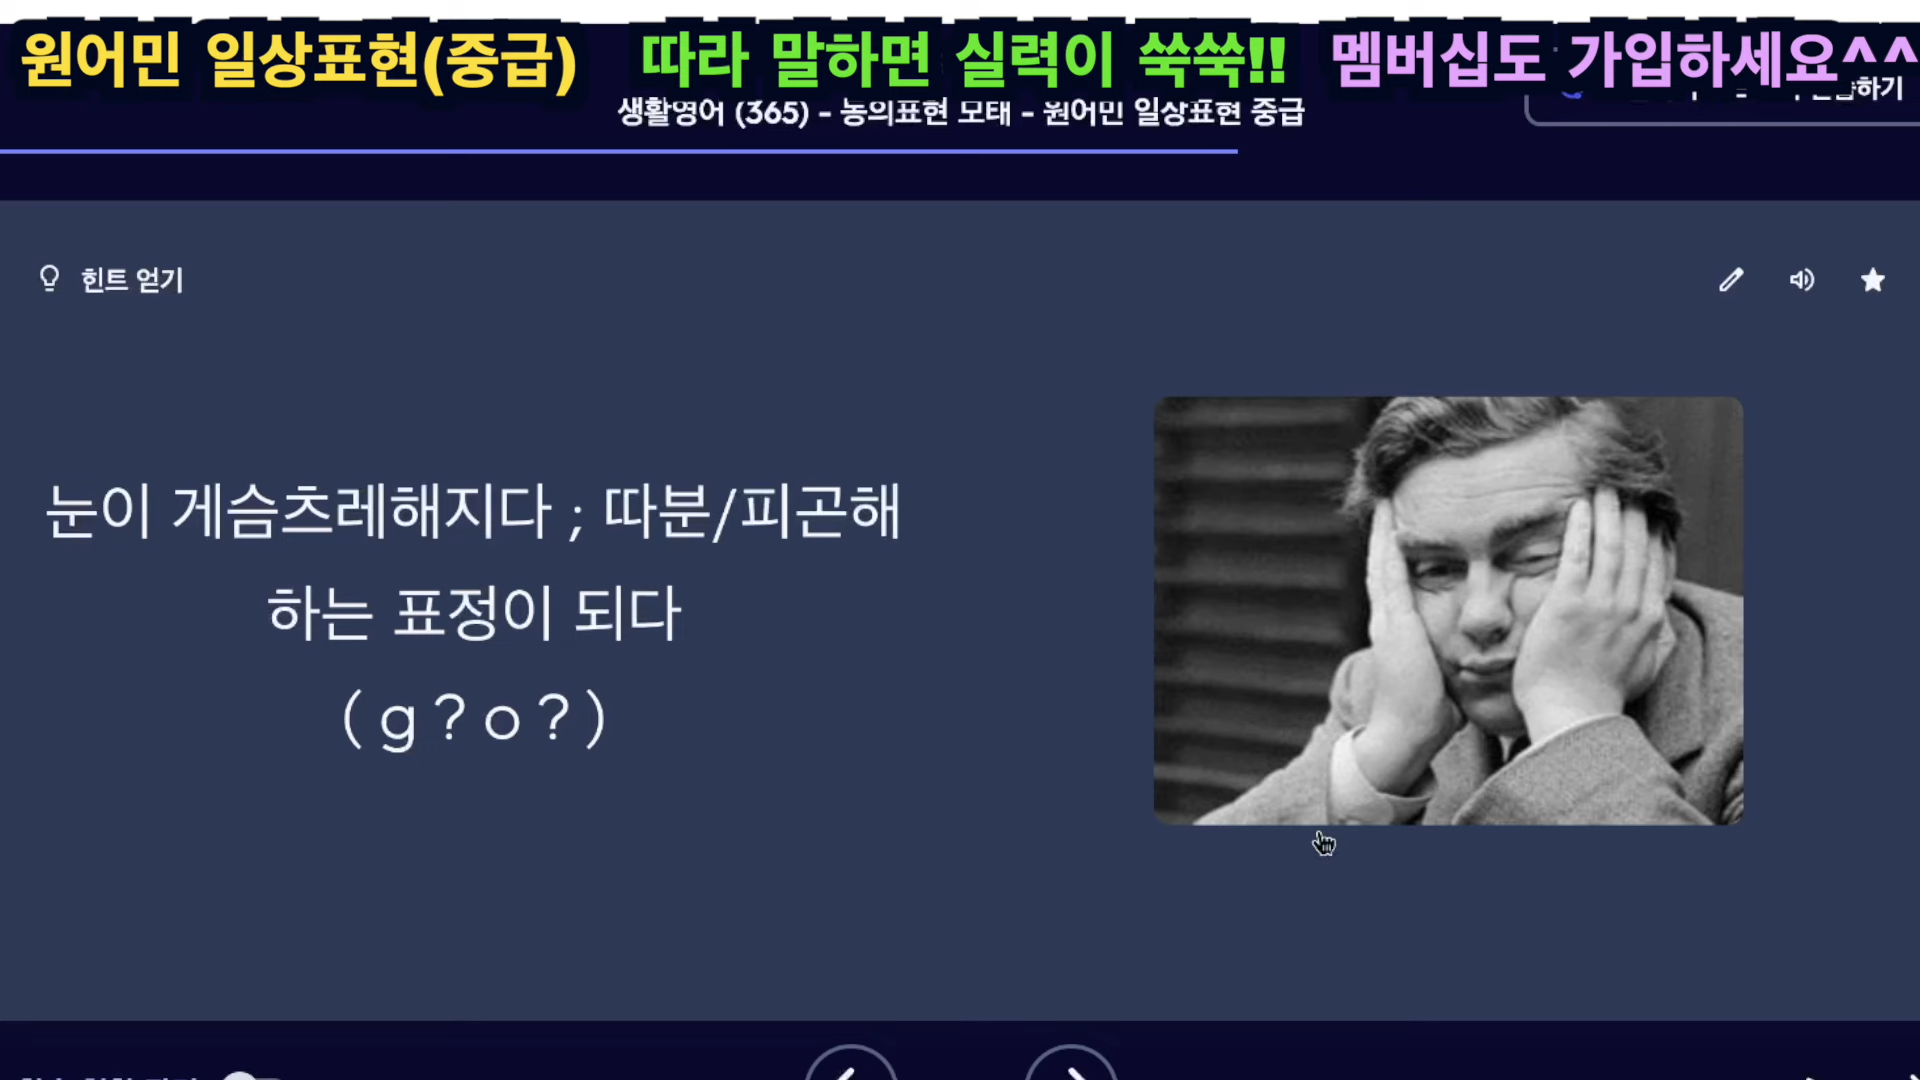 원어민 일상표현(중급) 따라 말하면 실력이 쑥쑥!! 멤버십도 가입하세요^^
생활영어 (365) - 동의표현 모태 - 원어민 일상표현 중급
힌트 얻기
눈이 게슴츠레해지다 ; 따분/피곤해
하는 표정이 되다
( g ? o ? )